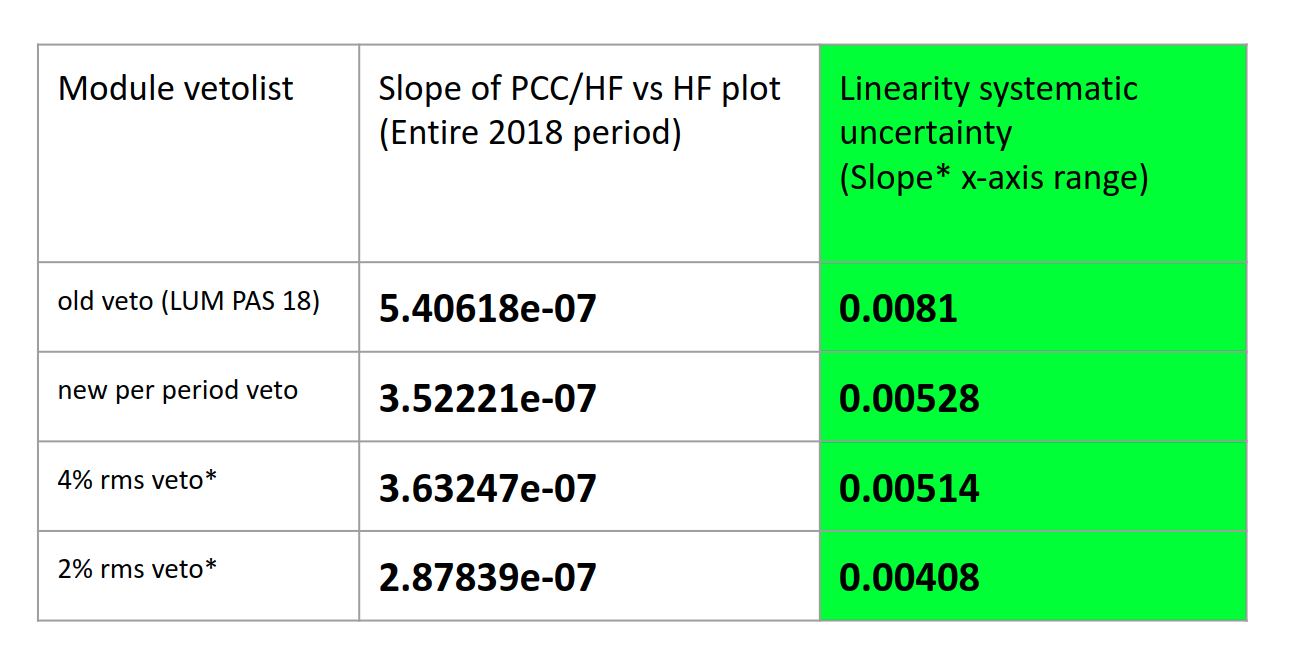 Module vetolist
Slope of PCC/HF vs HF plot
(Entire 2018 period)
Linearity systematic
uncertainty
(Slope* x-axis range)
old veto (LUM PAS 18)
5.40618e-07
0.0081
new per period veto
3.52221e-07
0.00528
4% rms veto*
3.63247e-07
0.00514
2% rms veto*
2.87839e-07
0.00408